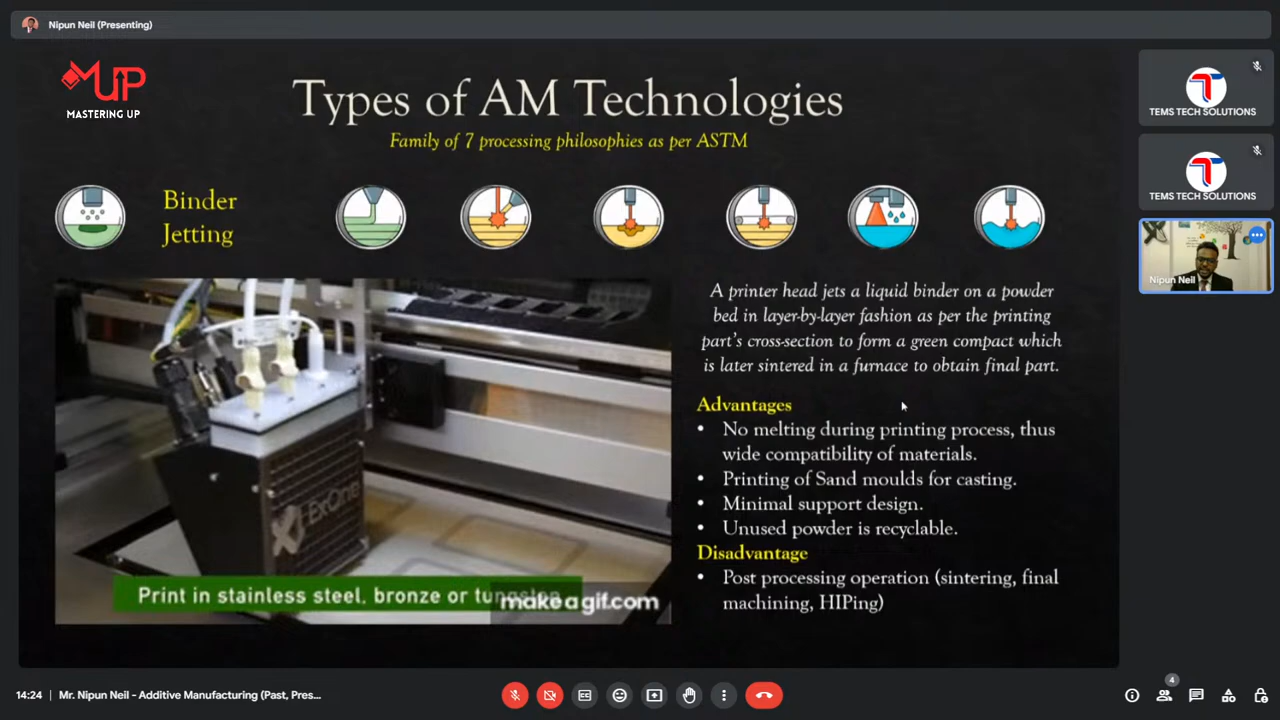 Nipun Neil (Presenting)
MUP
MASTERING UP
Types of AM Technologies
Family of 7 processing philosophies as per ASTM
Binder
Jetting
A printer head jets a liquid binder on a powder
bed in layer-by-layer fashion as per the printing
part's cross-section to form a green compact which
is later sintered in a furnace to obtain final part.
Advantages
• No melting during printing process, thus
wide compatibility of materials.
• Printing of Sand moulds for casting.
• Minimal support design.
• Unused powder is recyclable.
Disadvantage
• Post processing operation (sintering, final
machining, HIPing)
ExOne
Print in stainless steel, bronze or tungsten
makeagif.com
TEMS TECH SOLUTIONS
TEMS TECH SOLUTIONS
Nipun Neil
14:24 | Mr. Nipun Neil - Additive Manufacturing (Past, Pres...
4